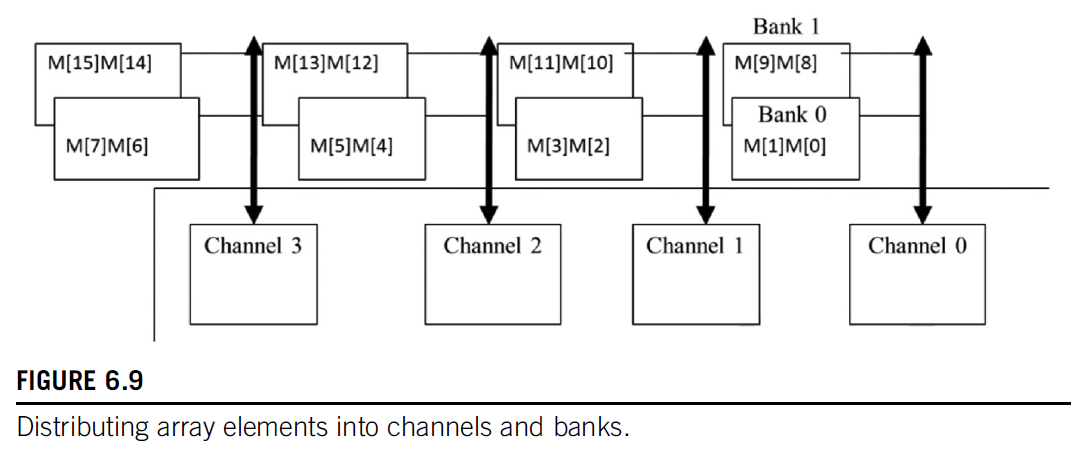 Bank 1
M[15]M[14] M[13]M[12] M[11]M[10] M[9]M[8]
Bank 0
M[7]M[6] M[5]M[4] M[3]M[2] M[1]M[0]
Channel 3 Channel 2 Channel 1 Channel 0
FIGURE 6.9
Distributing array elements into channels and banks.